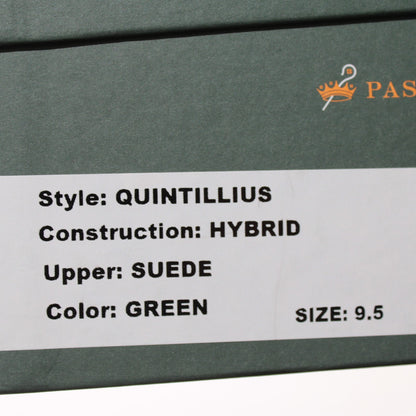 PAS
Style: QUINTILLIUS
Construction: HYBRID
Upper: SUEDE
Color: GREEN
SIZE: 9.5